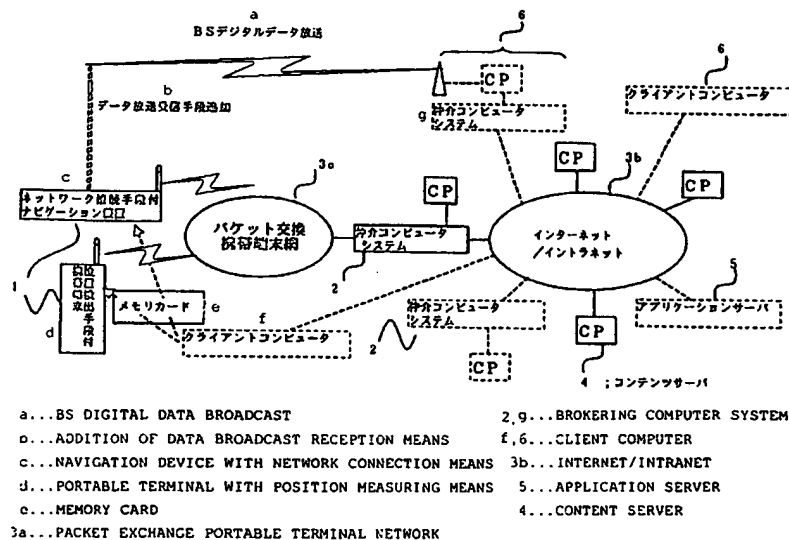 a
BSデジタルデータ放送
b
データ放送受信手段追加
6
CP
g
仲介コンピュータ
システム
6
クライアントコンピュータ
c
ネットワーク接続手段付
ナビゲーション
3a
CP
CP
3b
CP
パケット交換
携帯端末網
仲介コンピュータ
システム
2
インターネット
/イントラネット
1
d
メモリカード
e
f
クライアントコンピュータ
仲介コンピュータ
システム
2
CP
CP
5
アプリケーションサーバ
4 ;コンテンツサーバ
a...BS DIGITAL DATA BROADCAST
b...ADDITION OF DATA BROADCAST RECEPTION MEANS
c...NAVIGATION DEVICE WITH NETWORK CONNECTION MEANS
d...PORTABLE TERMINAL WITH POSITION MEASURING MEANS
e...MEMORY CARD
3a...PACKET EXCHANGE PORTABLE TERMINAL NETWORK
2,g...BROKERING COMPUTER SYSTEM
f,6...CLIENT COMPUTER
3b...INTERNET/INTRANET
5...APPLICATION SERVER
4...CONTENT SERVER